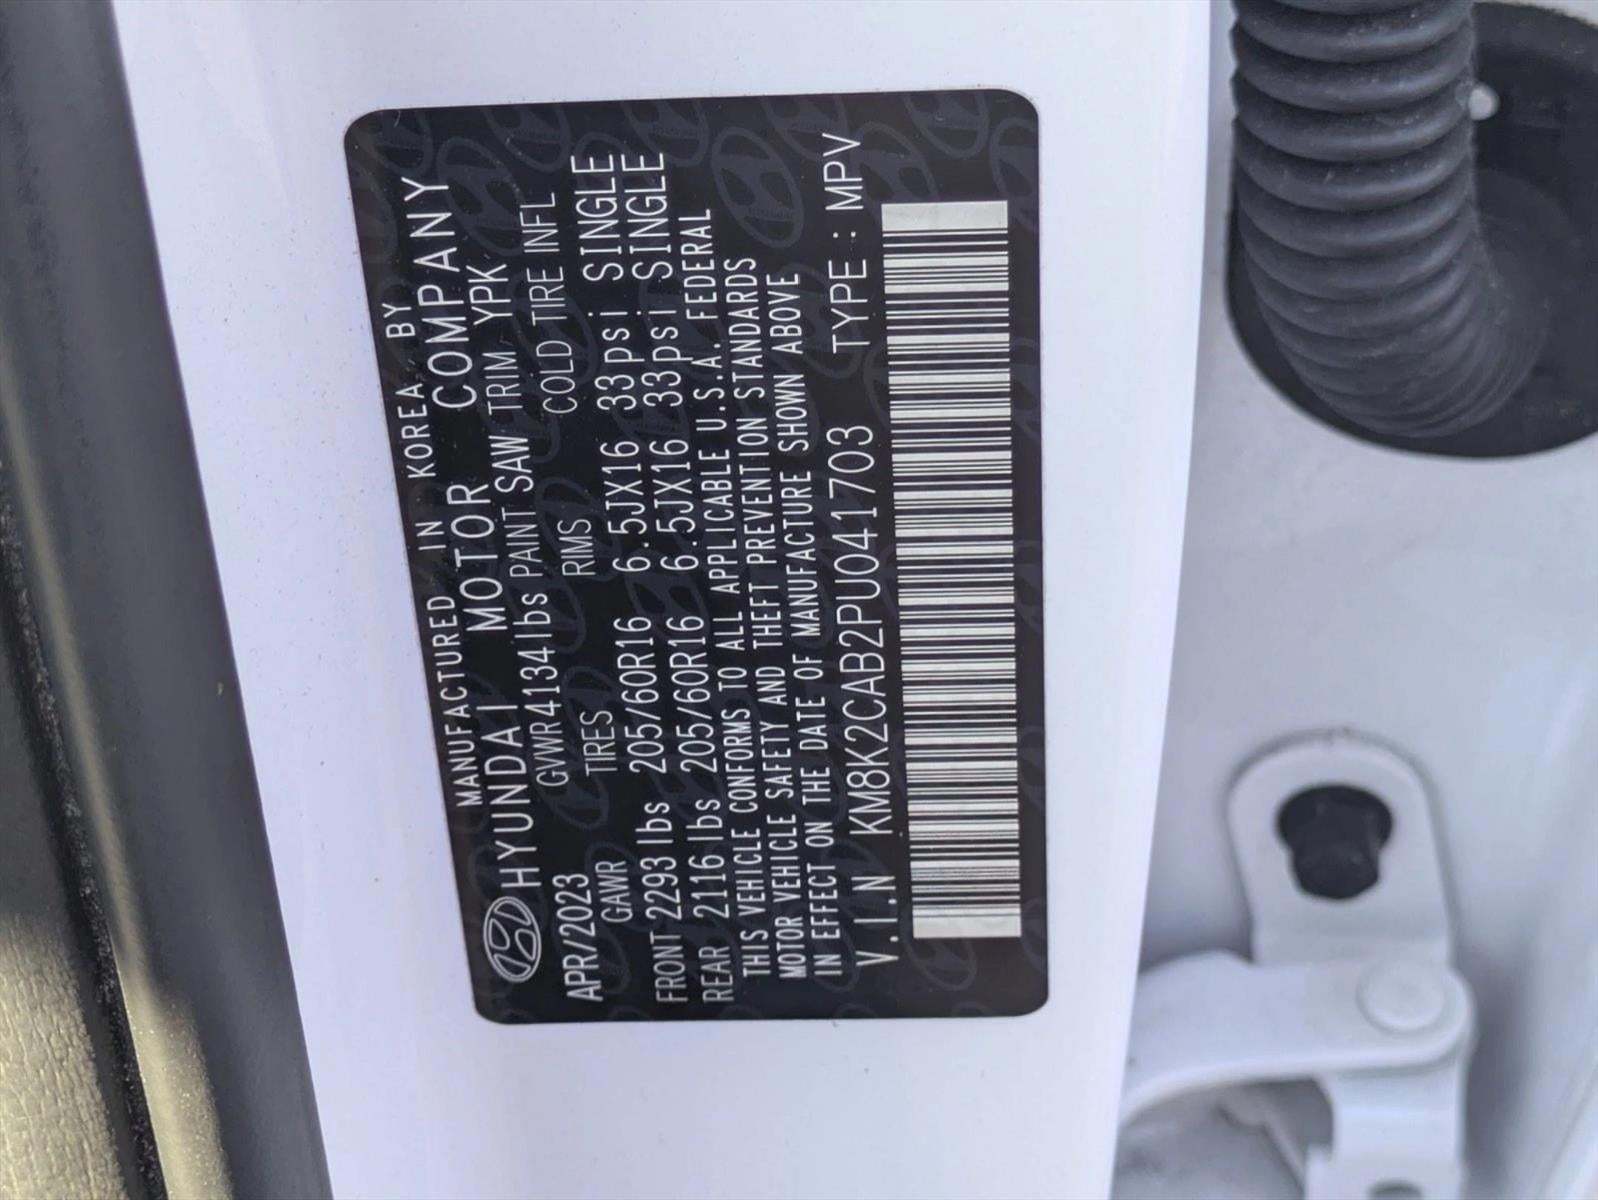 MANUFACTURED IN KOREA BY
HYUNDAI MOTOR COMPANY
APR/2023 GVWR4134lbs PAINT SAW TRIM YPK
GAWR TIRES RIMS COLD TIRE INFL
FRONT 2293lbs 205/60R16 6.5JX16 33psi SINGLE
REAR 2116lbs 205/60R16 6.5JX16 33psi SINGLE
THIS VEHICLE CONFORMS TO ALL APPLICABLE U.S.A. FEDERAL
MOTOR VEHICLE SAFETY AND THEFT PREVENTION STANDARDS
IN EFFECT ON THE DATE OF MANUFACTURE SHOWN ABOVE
V.I.N KM8K2CAB2PU041703 TYPE : MPV